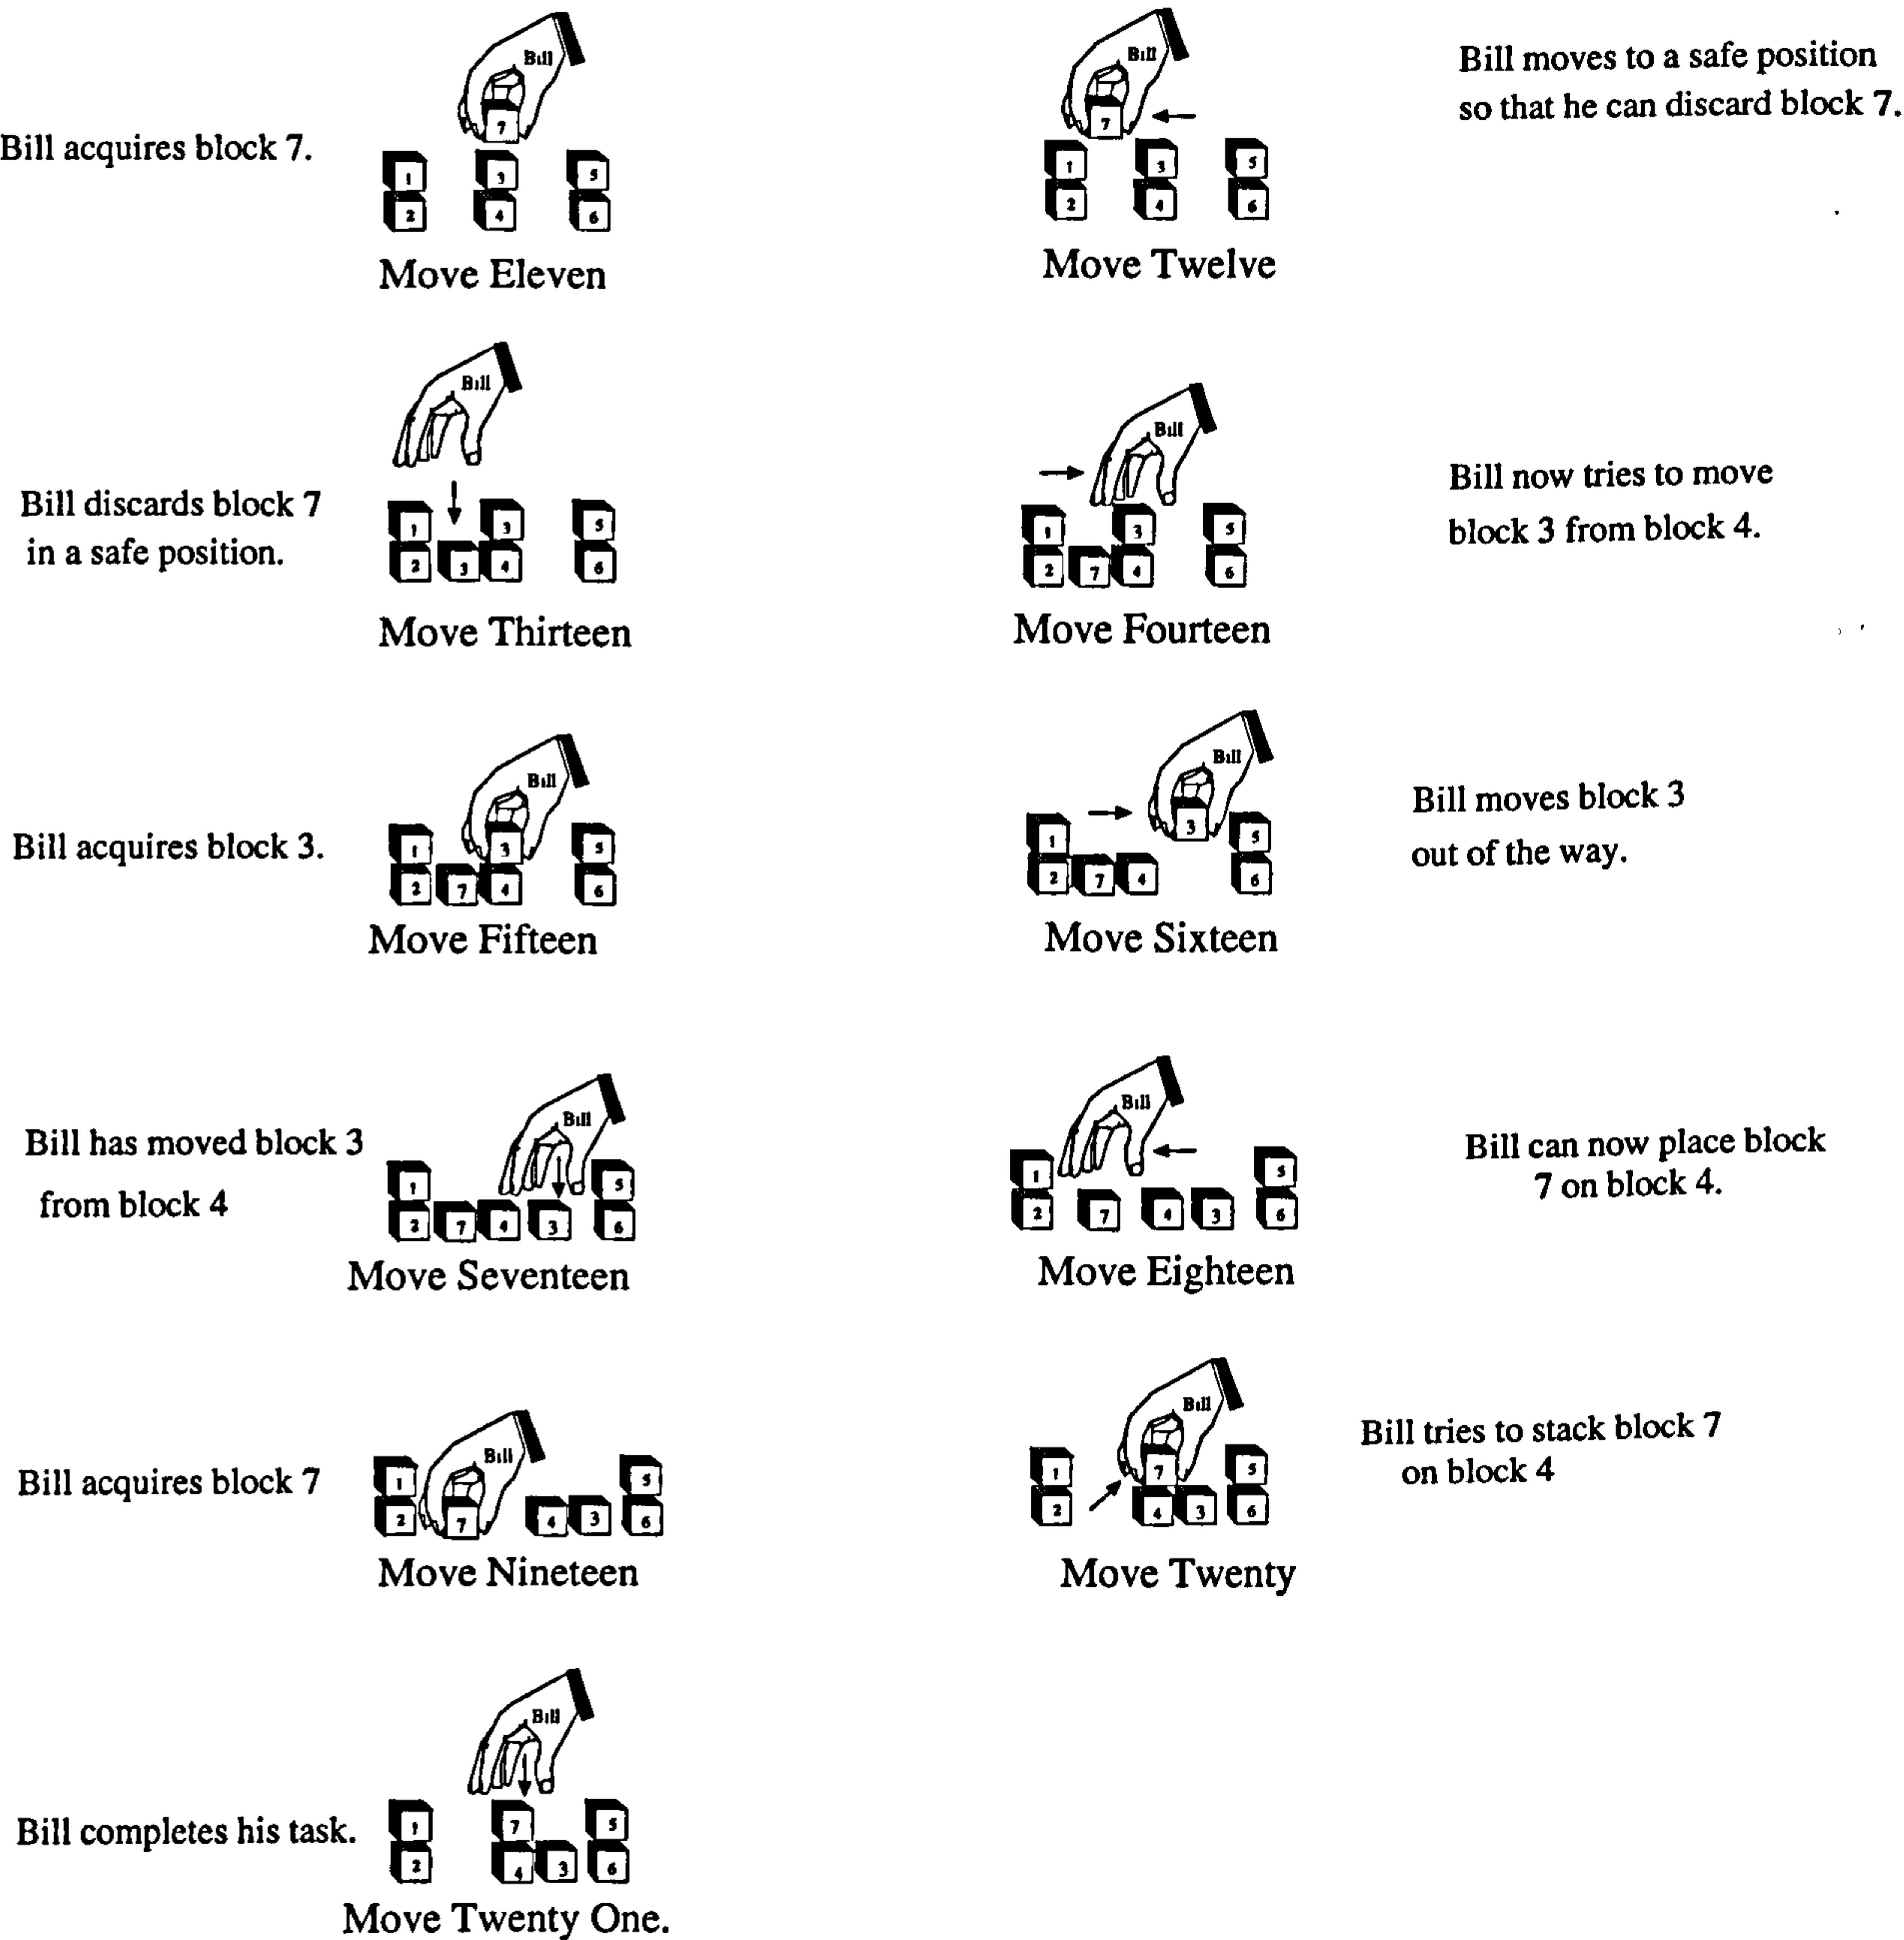 Bill
7
Bill acquires block 7.
1 3 5
2 4 6
Move Eleven
Bill
7
Bill moves to a safe position
so that he can discard block 7.
1 3 5
2 4 6
Move Twelve
Bill
Bill discards block 7
in a safe position.
1 3 5
2 3 4 6
Move Thirteen
Bill
Bill now tries to move
block 3 from block 4.
1 3 5
2 7 4 6
Move Fourteen
Bill
Bill acquires block 3.
1 3 5
2 7 4 6
Move Fifteen
Bill
Bill moves block 3
out of the way.
1 3 5
2 7 4 6
Move Sixteen
Bill
Bill has moved block 3
from block 4
1 5
2 7 4 3 6
Move Seventeen
Bill
Bill can now place block
7 on block 4.
1 5
2 7 4 3 6
Move Eighteen
Bill
Bill acquires block 7
1 5
2 7 4 3 6
Move Nineteen
Bill
Bill tries to stack block 7
on block 4
1 7 5
2 4 3 6
Move Twenty
Bill
Bill completes his task.
1 7 5
2 4 3 6
Move Twenty One.